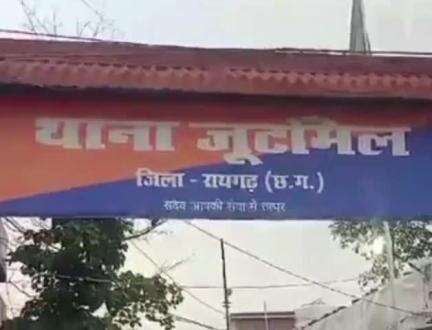 थाना जूटमिल
जिला - रायगढ़ (छ.ग.)
सदैव आपकी सेवा में तत्पर